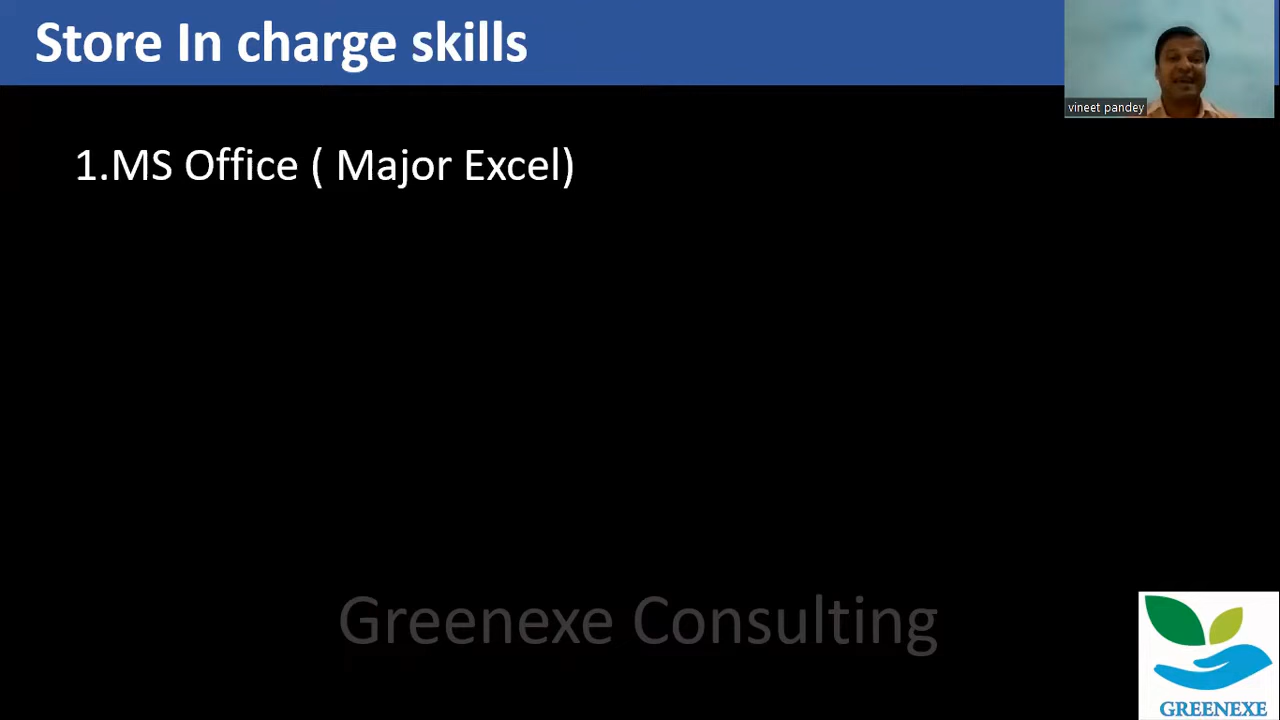 Store In charge skills
vineet pandey
1.MS Office ( Major Excel)
Greenexe Consulting
GREENEXE